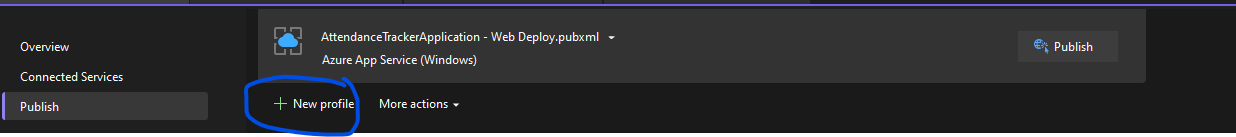 Overview
Connected Services
Publish
AttendanceTrackerApplication - Web Deploy.pubxml
Azure App Service (Windows)
Publish
New profile
More actions